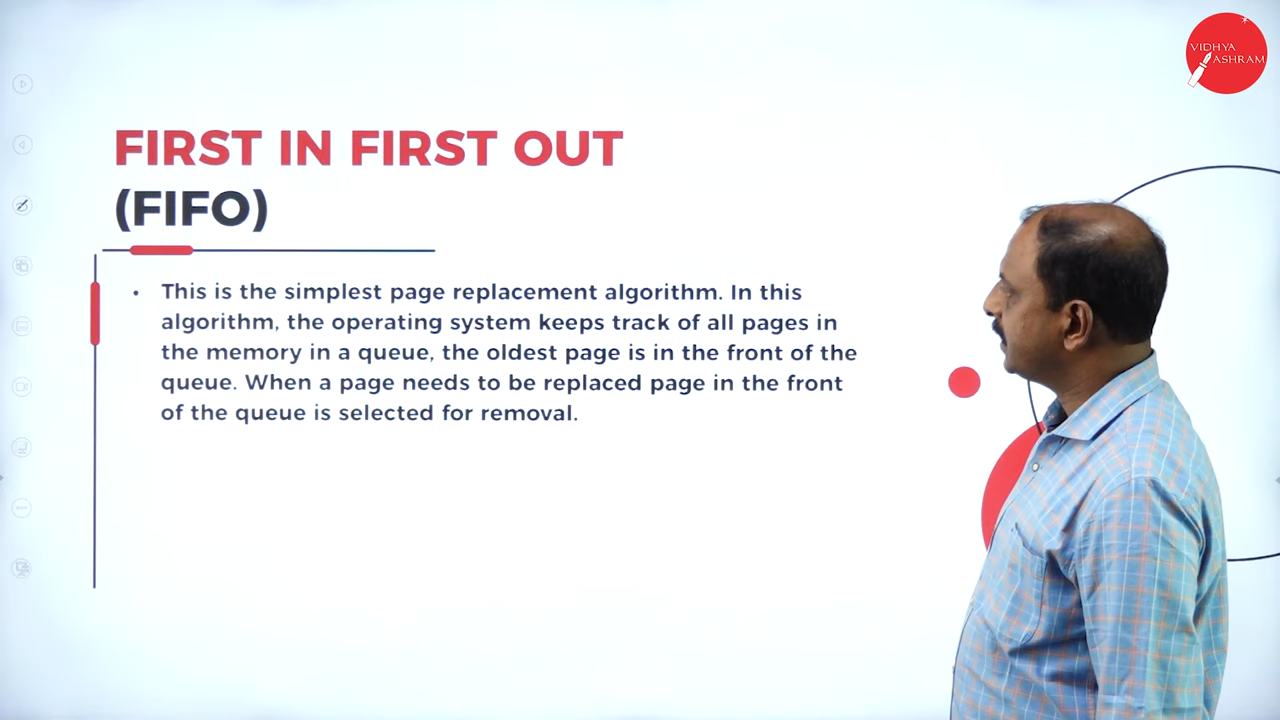 VIDHYA
ASHRAM
FIRST IN FIRST OUT
(FIFO)
• This is the simplest page replacement algorithm. In this
algorithm, the operating system keeps track of all pages in
the memory in a queue, the oldest page is in the front of the
queue. When a page needs to be replaced page in the front
of the queue is selected for removal.